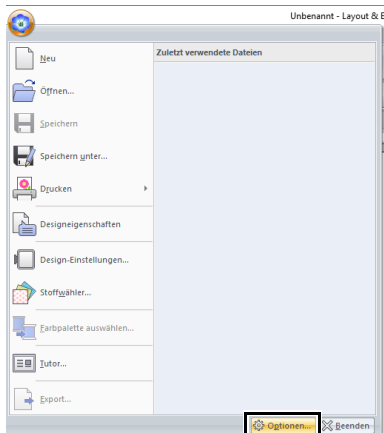 Unbenannt - Layout & E
Zuletzt verwendete Dateien
Neu
Öffnen...
Speichern
Speichern unter...
Drucken
Designeigenschaften
Design-Einstellungen...
Stoffwähler...
Farbpalette auswählen...
Tutor...
Export...
Optionen...
Beenden